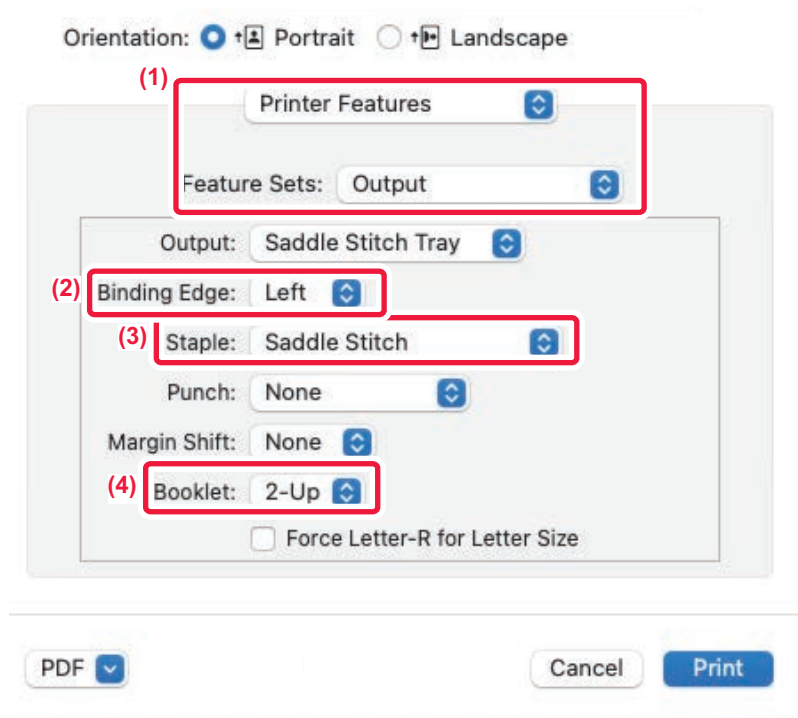 Orientation: Portrait Landscape
(1)
Printer Features
Feature Sets: Output
Output: Saddle Stitch Tray
(2) Binding Edge: Left
(3) Staple: Saddle Stitch
Punch: None
Margin Shift: None
(4) Booklet: 2-Up
Force Letter-R for Letter Size
PDF Cancel Print